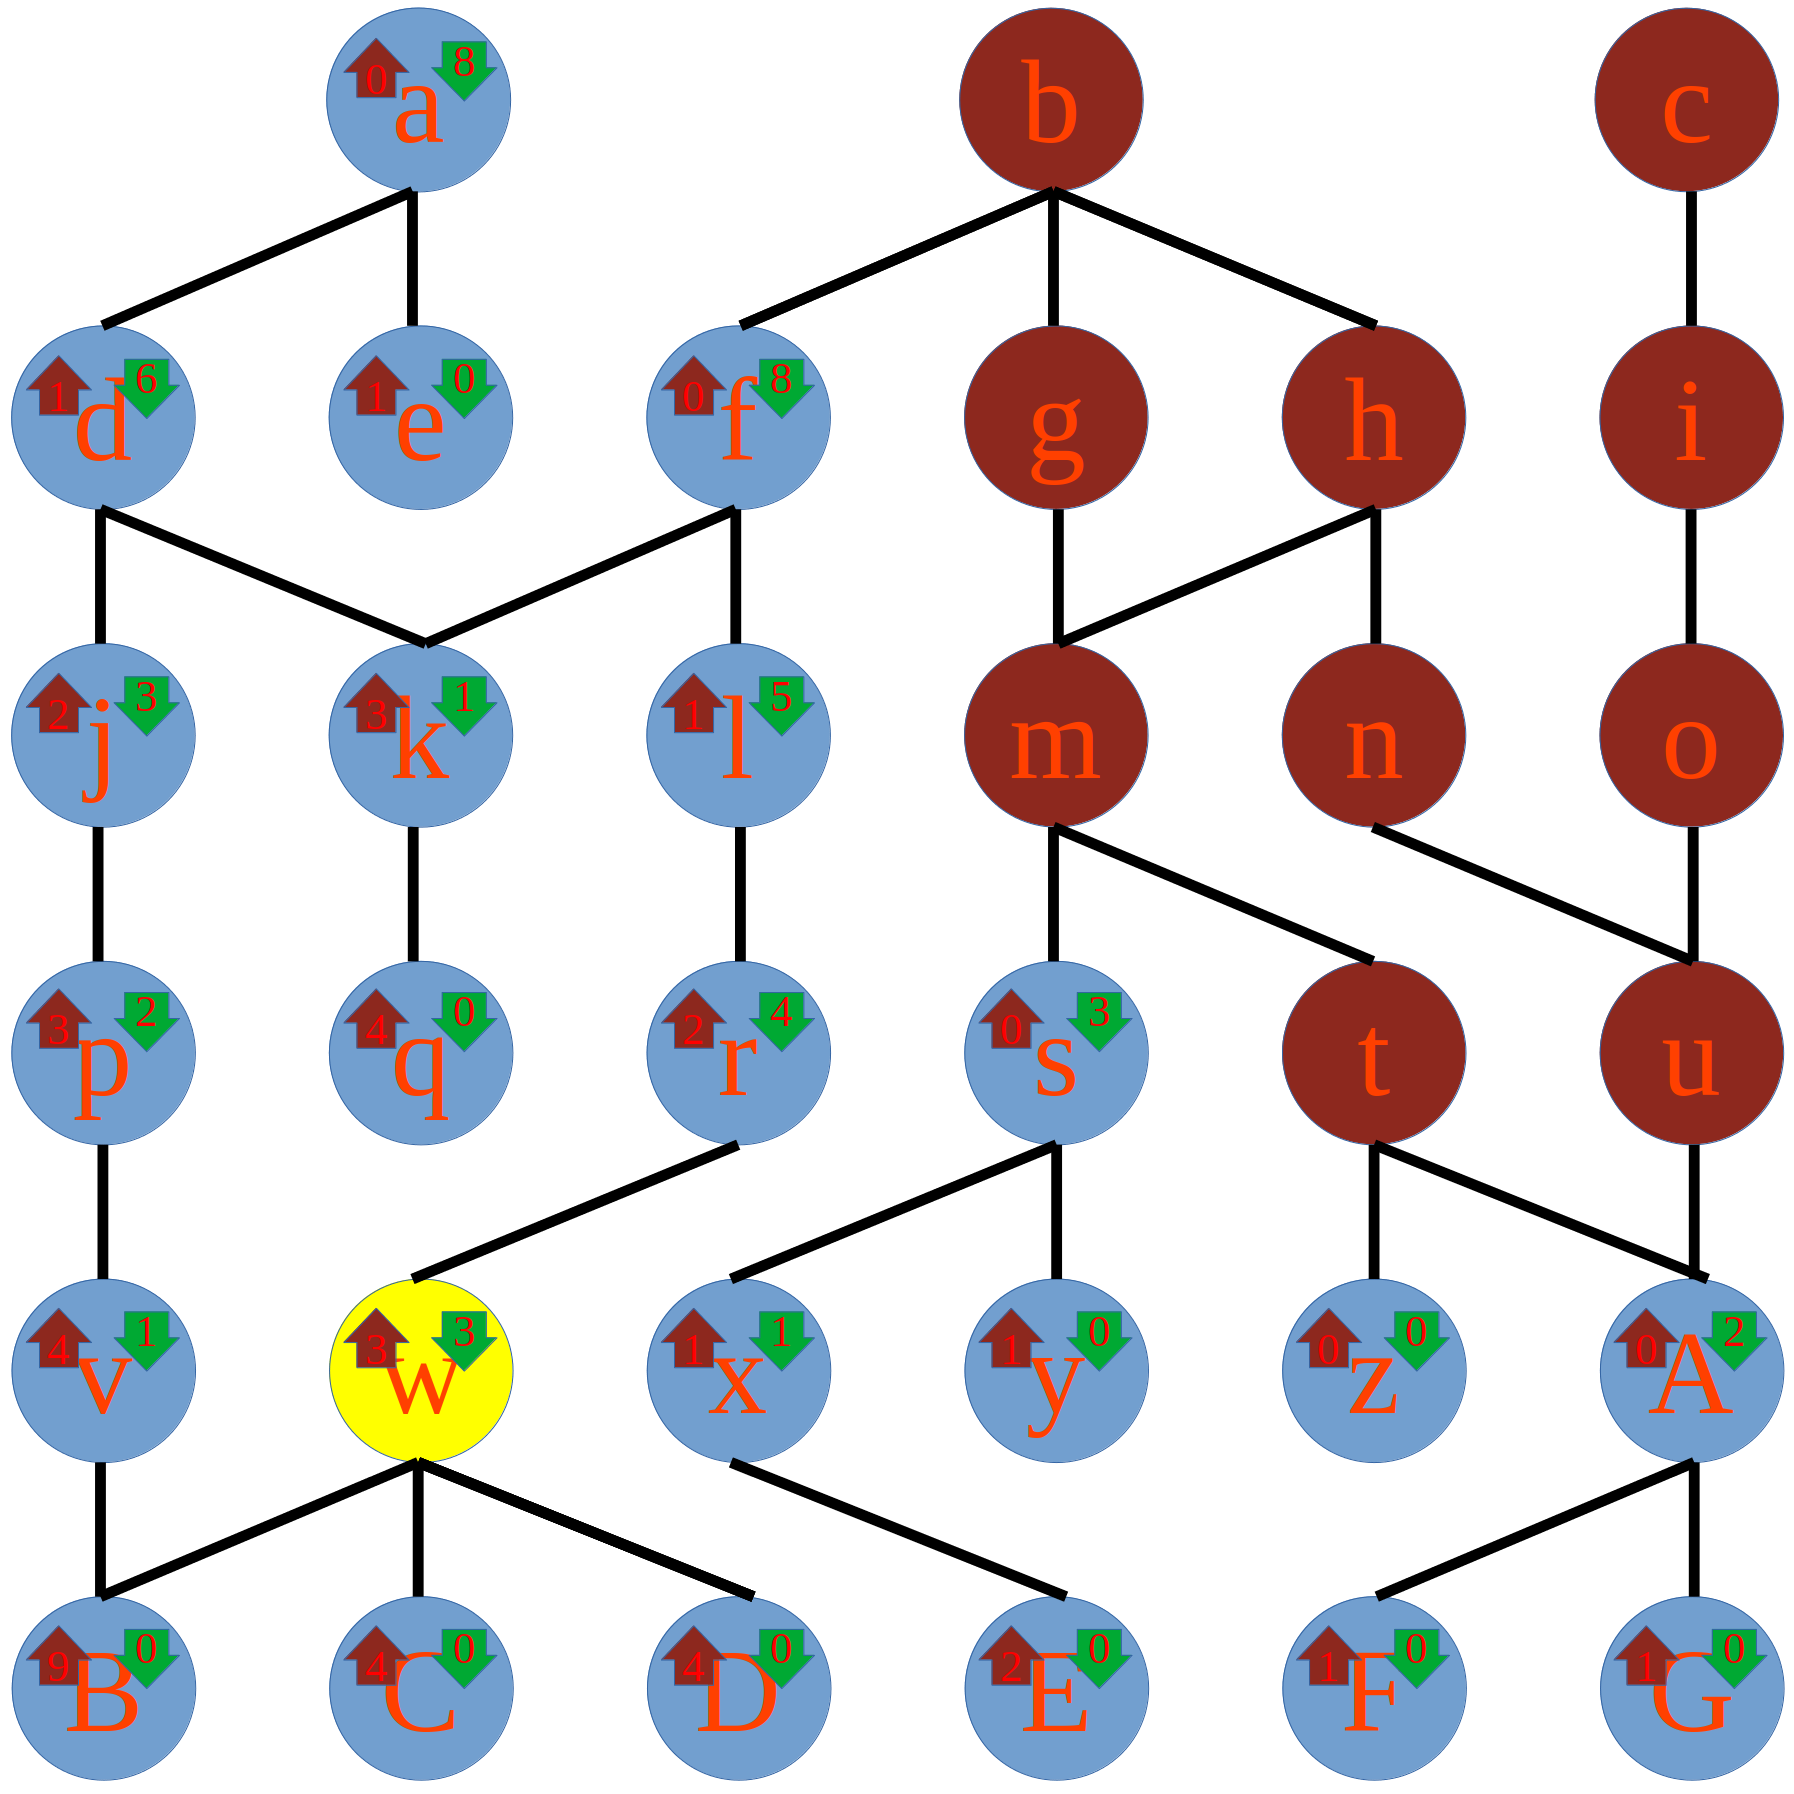 0 8 a b c
1 6 d 1 0 e 0 8 f g h i
2 3 j 3 1 k 1 5 l m n o
3 2 p 4 0 q 2 4 r 0 3 s t u
4 1 v 3 3 w 1 1 x 1 0 y 0 0 z 0 2 A
9 0 B 4 0 C 4 0 D 2 0 E 1 0 F 1 0 G